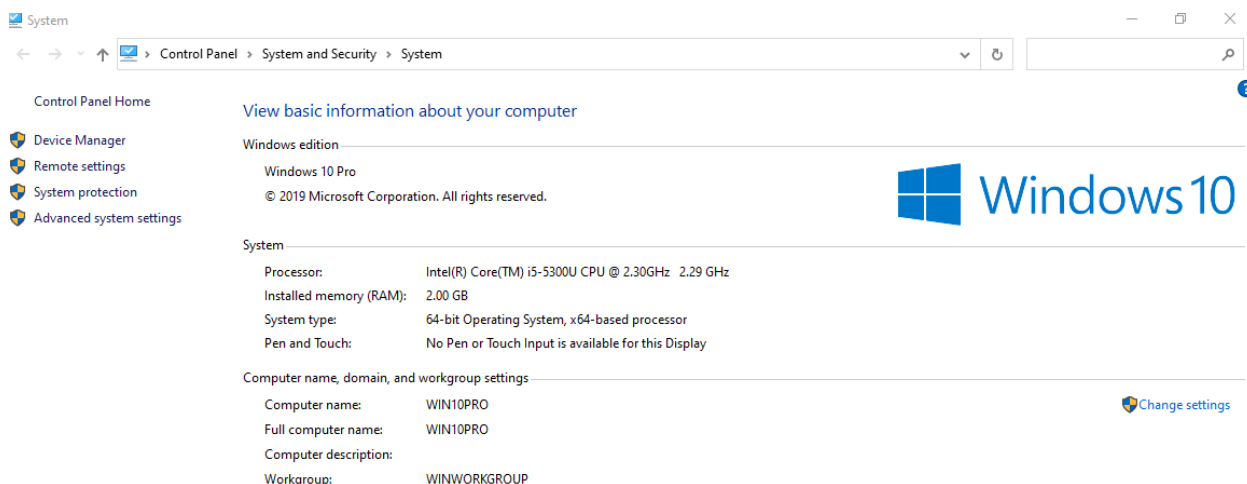 System
Control Panel > System and Security > System
Control Panel Home
Device Manager
Remote settings
System protection
Advanced system settings
View basic information about your computer
Windows edition
Windows 10 Pro
© 2019 Microsoft Corporation. All rights reserved.
Windows 10
System
Processor: Intel(R) Core(TM) i5-5300U CPU @ 2.30GHz 2.29 GHz
Installed memory (RAM): 2.00 GB
System type: 64-bit Operating System, x64-based processor
Pen and Touch: No Pen or Touch Input is available for this Display
Computer name, domain, and workgroup settings
Computer name: WIN10PRO
Change settings
Full computer name: WIN10PRO
Computer description:
Workgroup: WINWORKGROUP